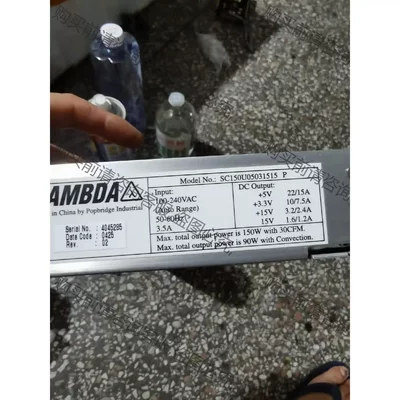 AMBDA
Model No.: SC150U05031515 P
in China by Popbridge Industrial
Serial No. : 4045285
Date Code : 0425
Rev. : 02
Input:
100-240VAC
(Auto Range)
50-60Hz
3.5A
DC Output:
+5V 22/15A
+3.3V 10/7.5A
+15V 3.2/2.4A
15V 1.6/1.2A
Max. total output power is 150W with 30CFM.
Max. total output power is 90W with Convection.